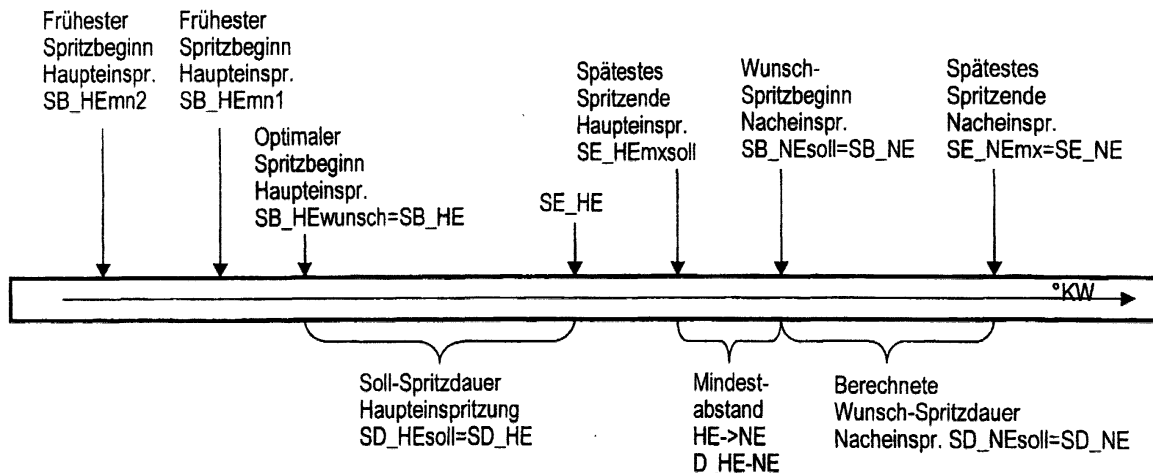 Frühester
Spritzbeginn
Haupteinspr.
SB_HEmn2
Frühester
Spritzbeginn
Haupteinspr.
SB_HEmn1
Optimaler
Spritzbeginn
Haupteinspr.
SB_HEwunsch=SB_HE
SE_HE
Spätestes
Spritzende
Haupteinspr.
SE_HEmxsoll
Wunsch-
Spritzbeginn
Nacheinspr.
SB_NEsoll=SB_NE
Spätestes
Spritzende
Nacheinspr.
SE_NEmx=SE_NE
°KW
Soll-Spritzdauer
Haupteinspritzung
SD_HEsoll=SD_HE
Mindest-
abstand
HE->NE
D_HE-NE
Berechnete
Wunsch-Spritzdauer
Nacheinspr. SD_NEsoll=SD_NE